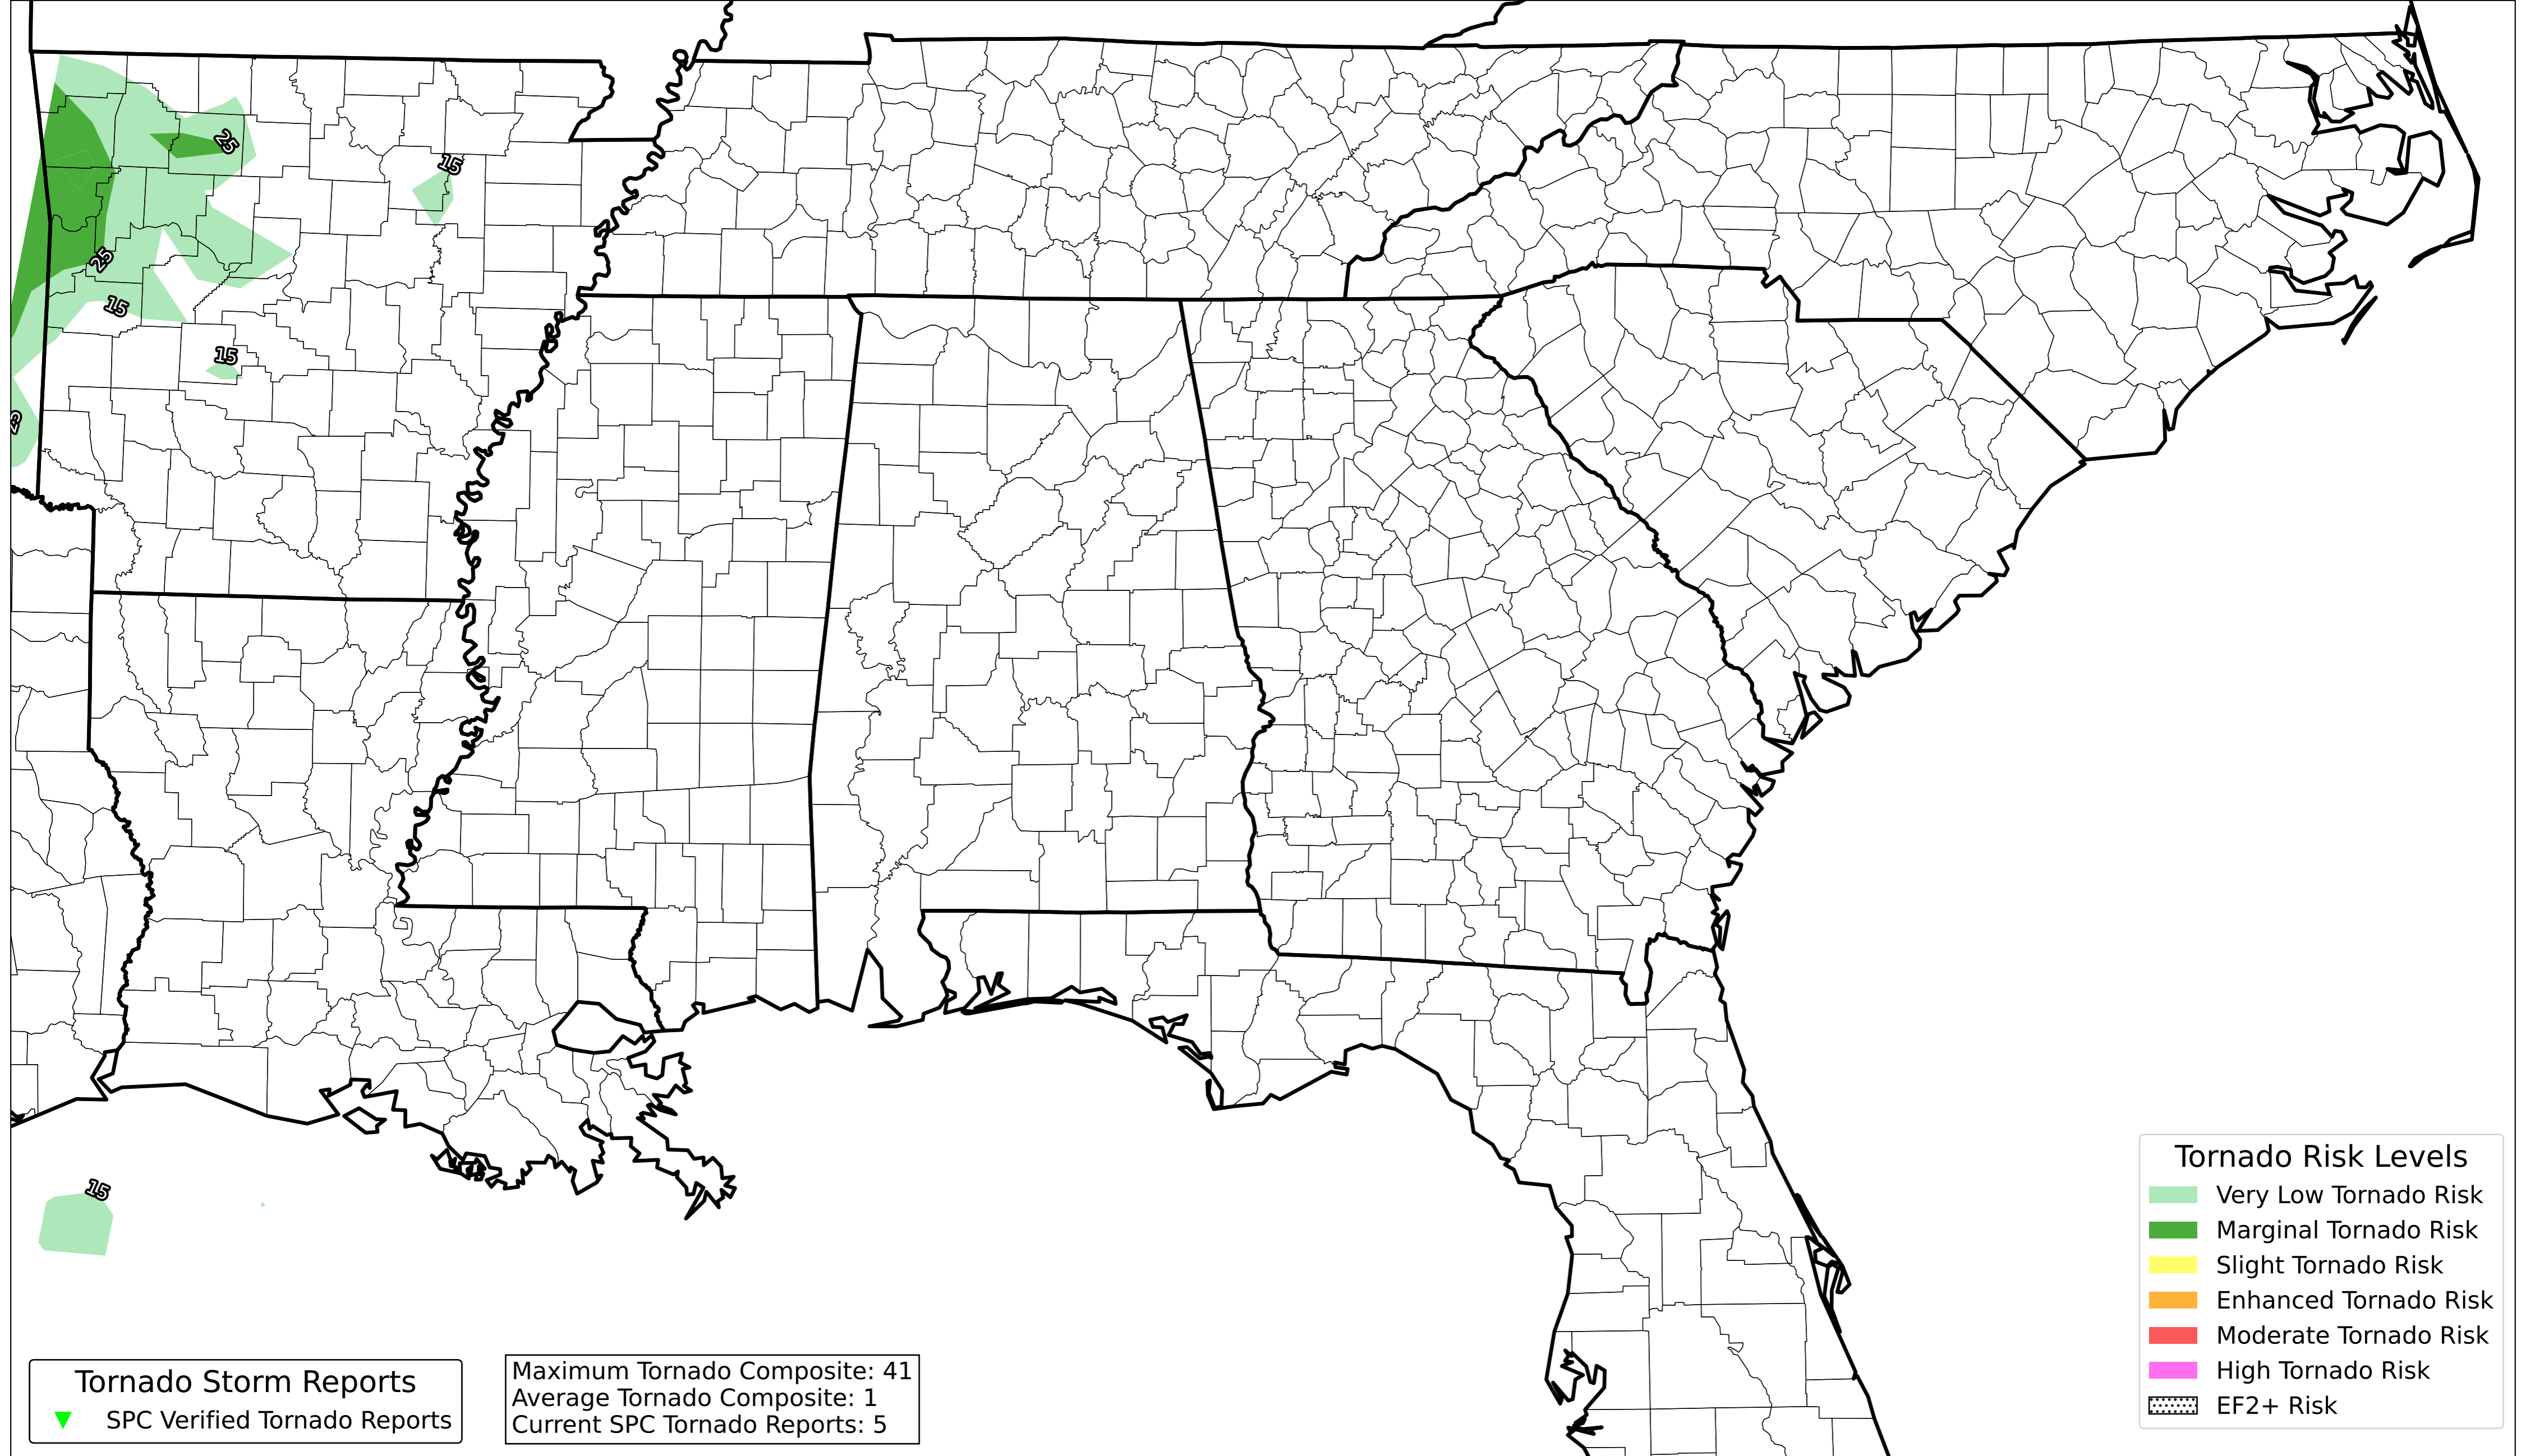 25
15
25
15
15
15
Tornado Risk Levels
Very Low Tornado Risk
Marginal Tornado Risk
Slight Tornado Risk
Enhanced Tornado Risk
Moderate Tornado Risk
High Tornado Risk
EF2+ Risk
Tornado Storm Reports
SPC Verified Tornado Reports
Maximum Tornado Composite: 41
Average Tornado Composite: 1
Current SPC Tornado Reports: 5